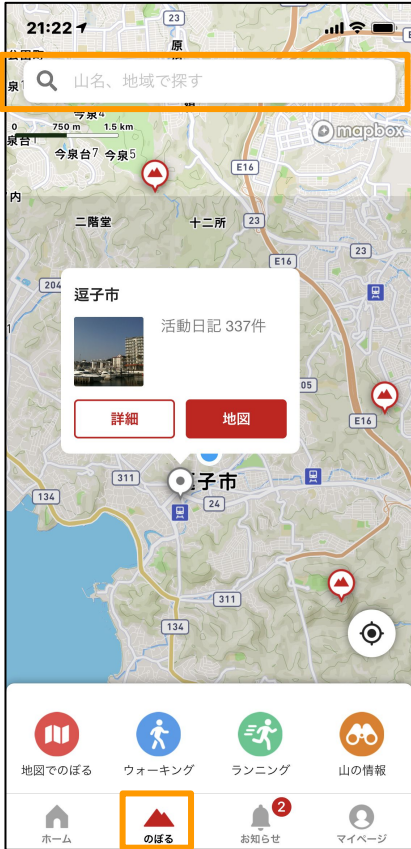 21:22
23
原
山名、地域で探す
今泉4
0 750 m 1.5 km
mapbox
泉台
今泉台7 今泉5
E16
内
二階堂
十二所
23
23
E16
204
逗子市
活動日記 337件
05
詳細
地図
E16
311
子市
134
24
311
134
地図でのぼる
ウォーキング
ランニング
山の情報
2
ホーム
のぼる
お知らせ
マイページ